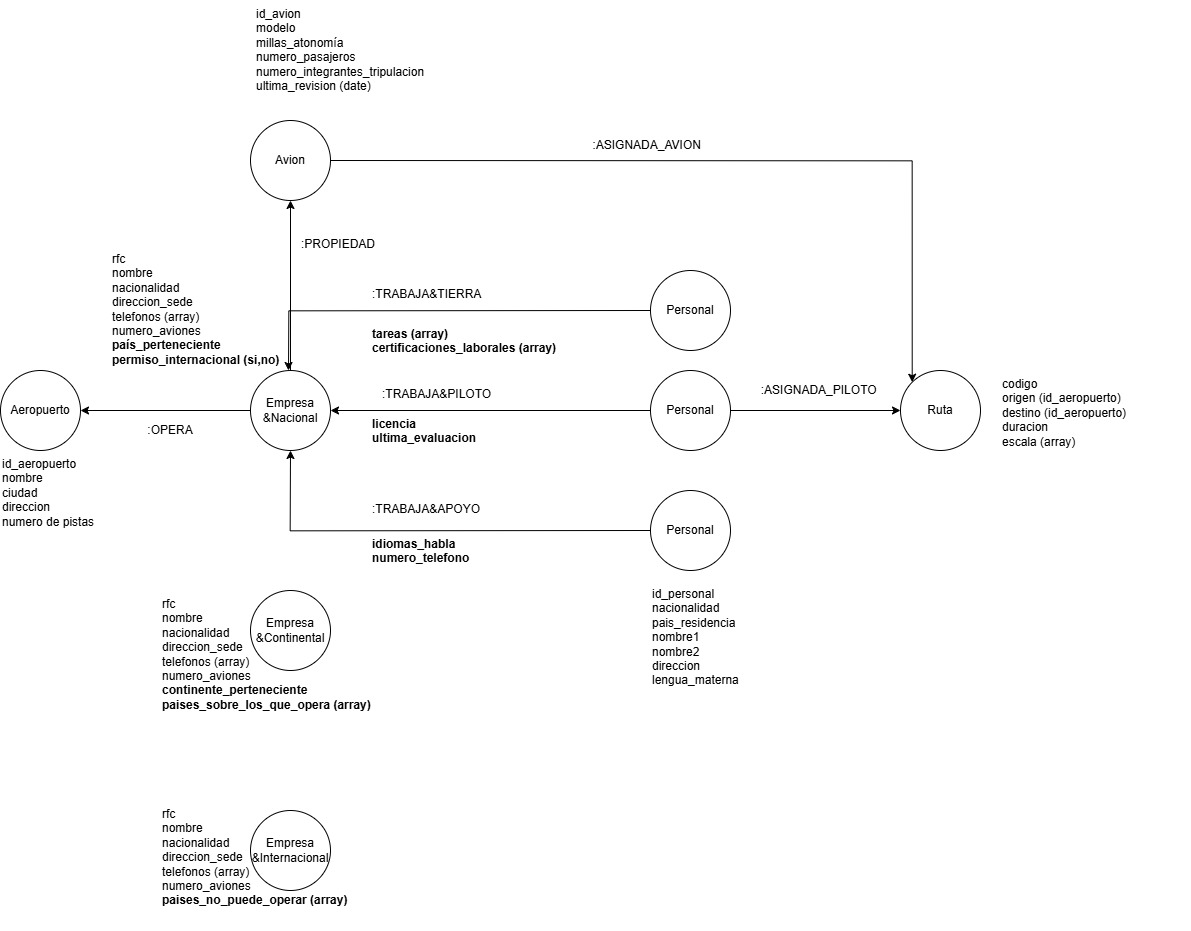 id_avion
modelo
millas_atonomía
numero_pasajeros
numero_integrantes_tripulacion
ultima_revision (date)
Avion
:ASIGNADA_AVION
:PROPIEDAD
rfc
nombre
nacionalidad
direccion_sede
telefonos (array)
numero_aviones
país_perteneciente
permiso_internacional (si,no)
:TRABAJA&TIERRA
Personal
tareas (array)
certificaciones_laborales (array)
Aeropuerto
:OPERA
Empresa
&Nacional
:TRABAJA&PILOTO
licencia
ultima_evaluacion
Personal
:ASIGNADA_PILOTO
Ruta
codigo
origen (id_aeropuerto)
destino (id_aeropuerto)
duracion
escala (array)
id_aeropuerto
nombre
ciudad
direccion
numero de pistas
:TRABAJA&APOYO
idiomas_habla
numero_telefono
Personal
id_personal
nacionalidad
pais_residencia
nombre1
nombre2
direccion
lengua_materna
rfc
nombre
nacionalidad
direccion_sede
telefonos (array)
numero_aviones
continente_perteneciente
paises_sobre_los_que_opera (array)
Empresa
&Continental
rfc
nombre
nacionalidad
direccion_sede
telefonos (array)
numero_aviones
paises_no_puede_operar (array)
Empresa
&Internacional